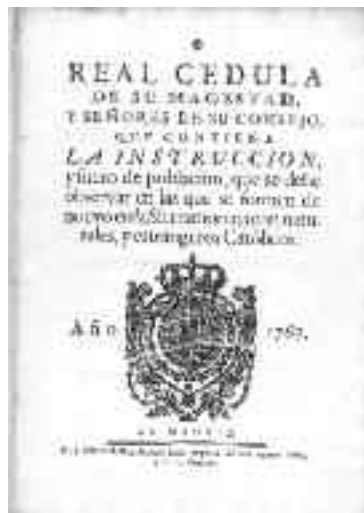 REAL CEDULA
DE SU MAGESTAD,
Y SEÑORES DE SU CONSEJO,
QUE CONTIENE
LA INSTRUCCION,
y fuero de poblacion, que se debe
observar en las que se formen de
nuevo en la Sierramorena con natu-
rales, y estrangeros Catolicos.
Año 1767.
EN MADRID